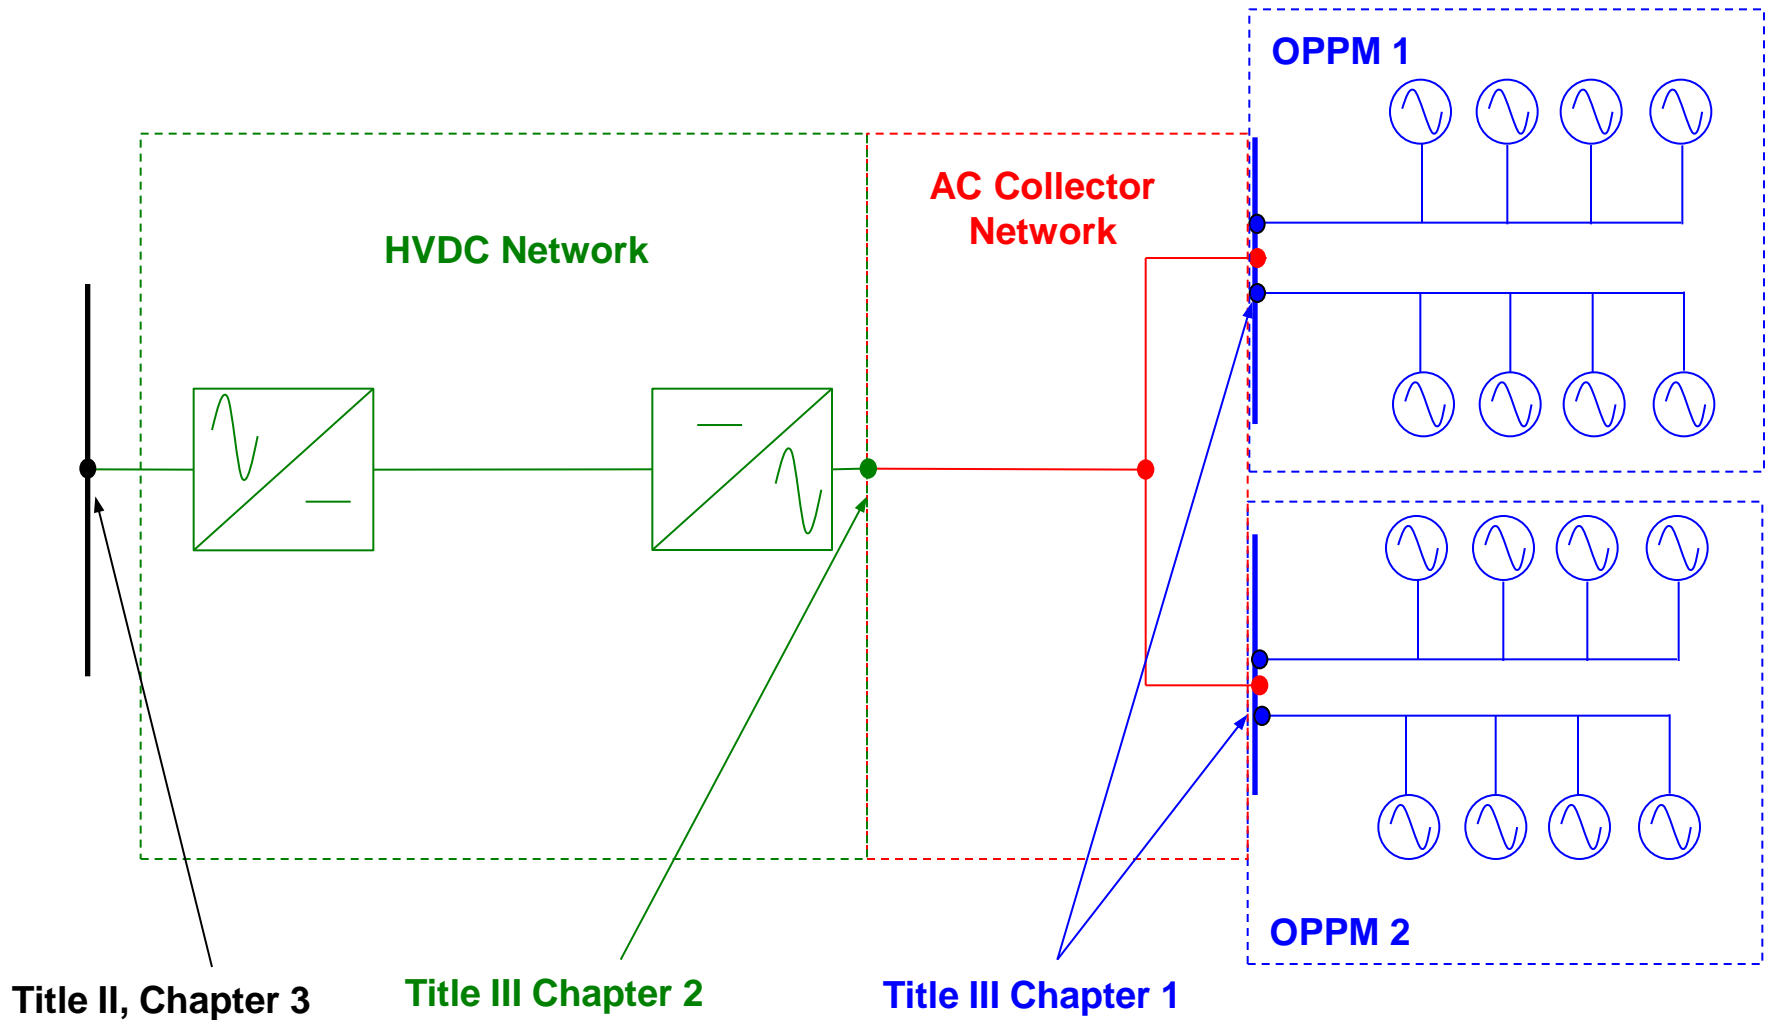 OPPM 1
AC Collector
Network
HVDC Network
OPPM 2
Title II, Chapter 3
Title III Chapter 2
Title III Chapter 1